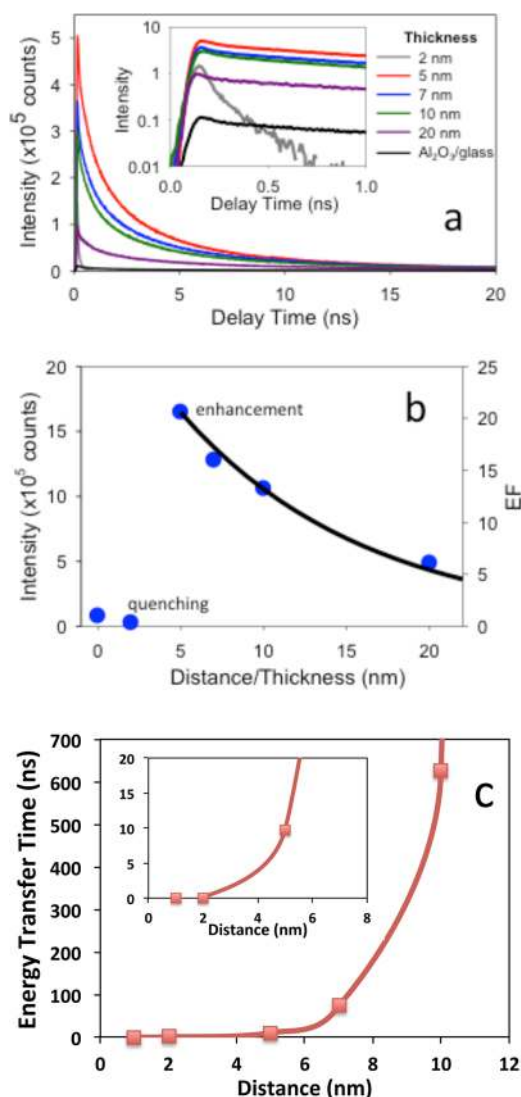 5
4
3
2
1
0
Intensity (x10⁵ counts)
0
5
10
15
20
Delay Time (ns)
10
1
0.1
0.01
Intensity
0.0
0.5
1.0
Delay Time (ns)
Thickness
2 nm
5 nm
7 nm
10 nm
20 nm
Al₂O₃/glass
a
20
15
10
5
0
Intensity (x10⁵ counts)
enhancement
quenching
b
25
20
15
10
5
0
EF
0
5
10
15
20
Distance/Thickness (nm)
700
600
500
400
300
200
100
0
Energy Transfer Time (ns)
20
15
10
5
0
0
2
4
6
8
Distance (nm)
C
0
2
4
6
8
10
12
Distance (nm)